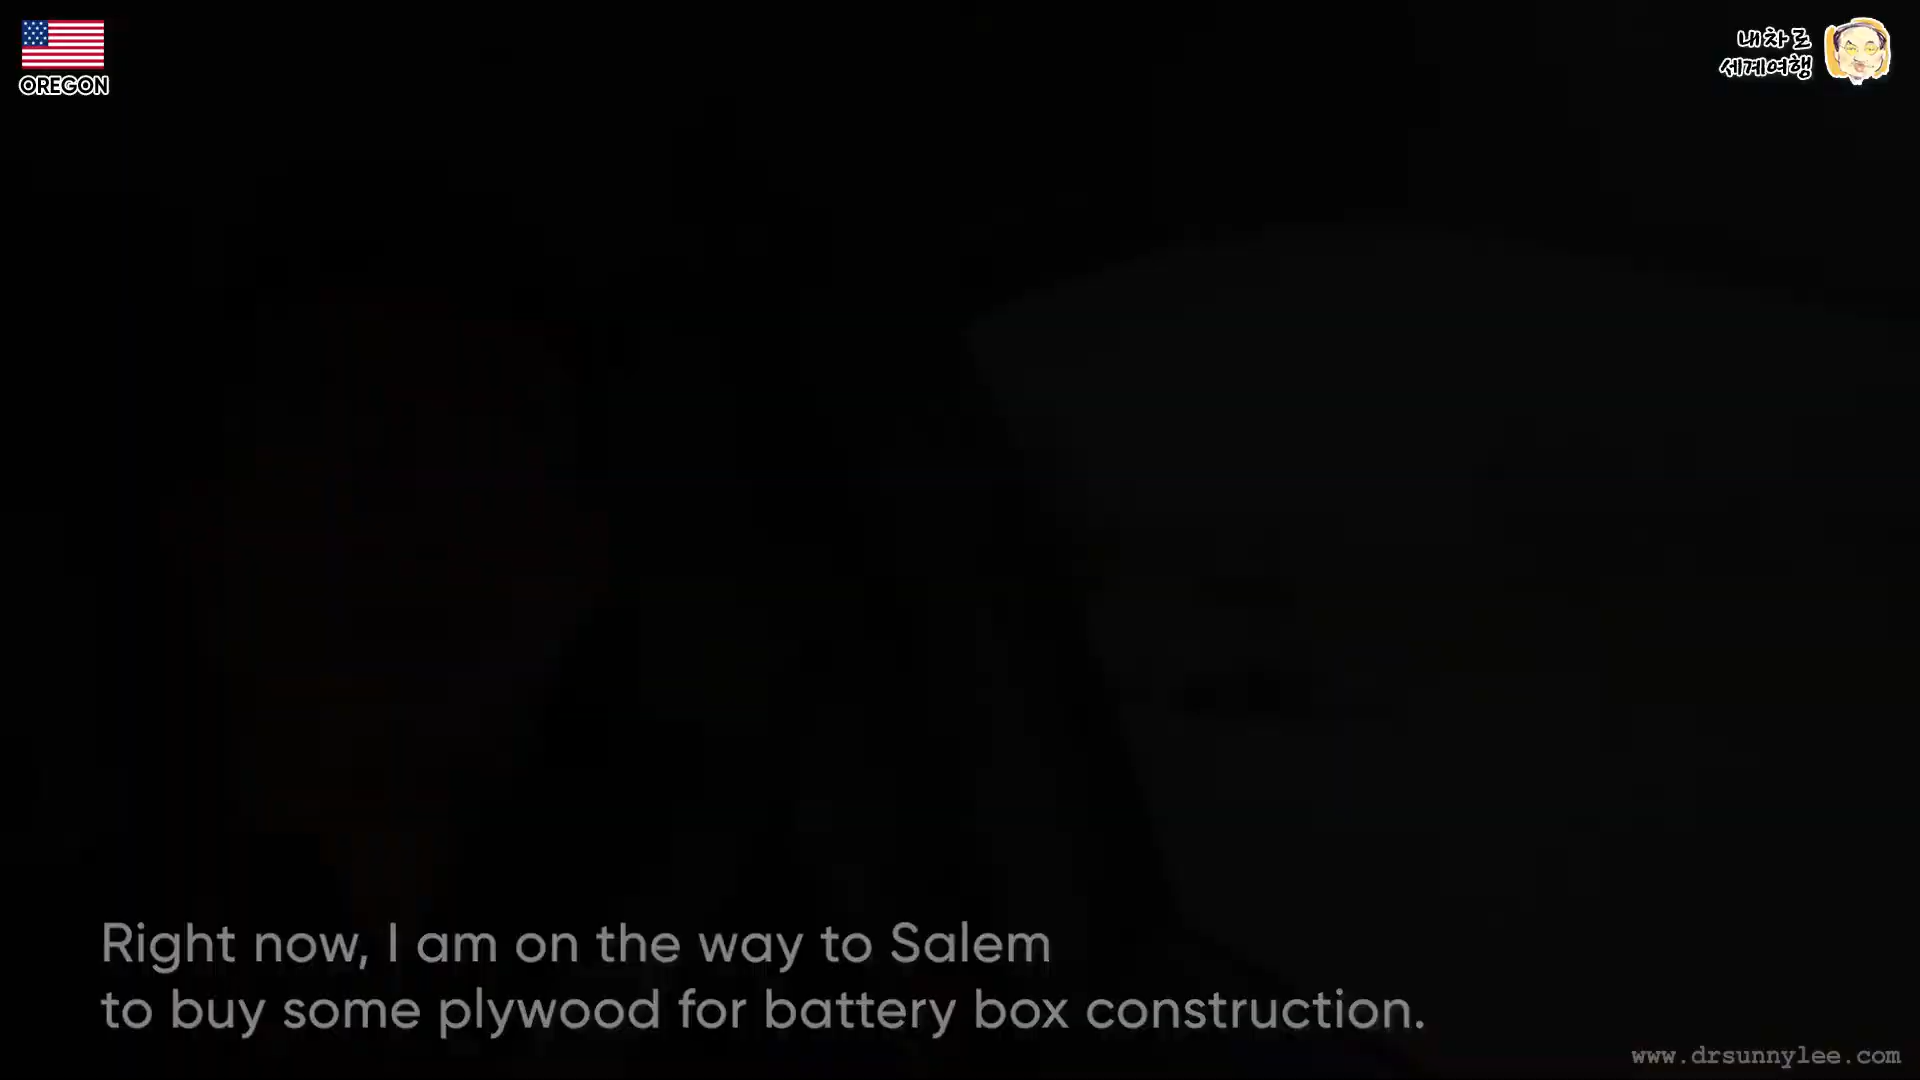 OREGON
내 차로
세계여행
Right now, I am on the way to Salem
to buy some plywood for battery box construction.
www.drsunnylee.com